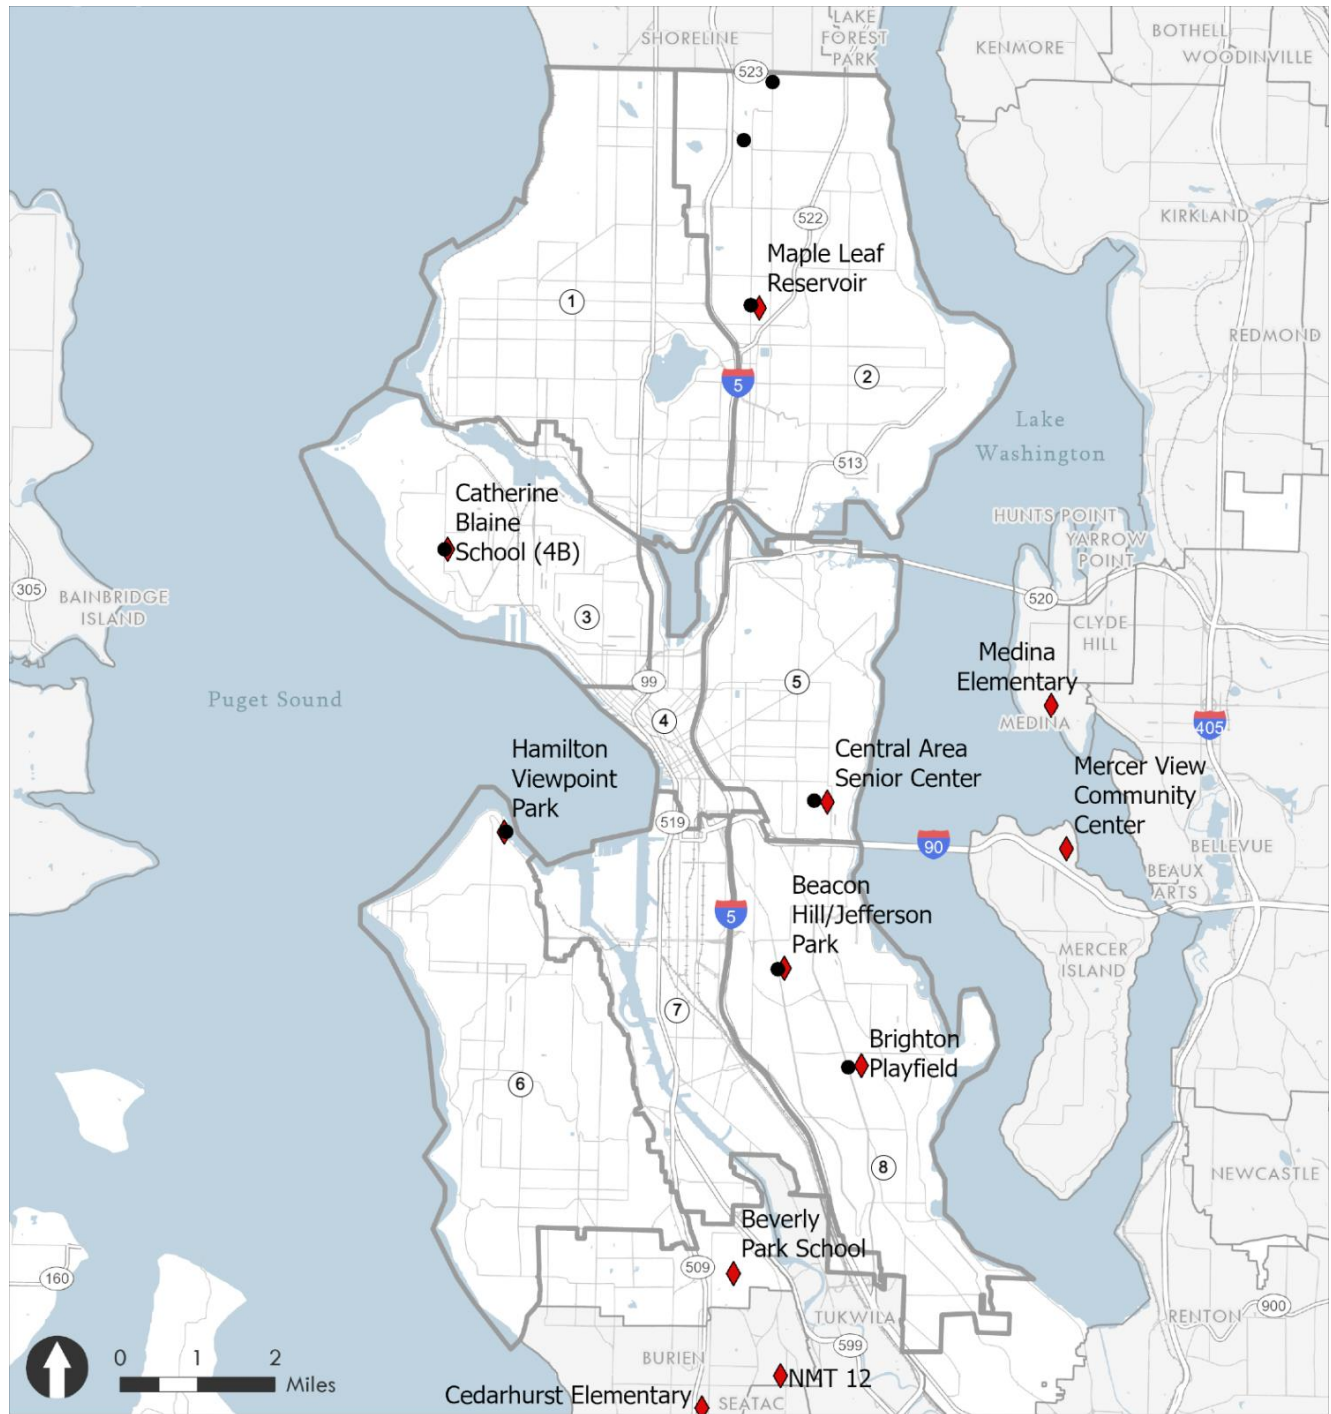 SHORELINE
LAKE
FOREST
PARK
BOTHELL
KENMORE
WOODINVILLE
523
522
KIRKLAND
Maple Leaf
Reservoir
1
REDMOND
2
5
Lake
Washington
513
Catherine
Blaine
School (4B)
HUNTS POINT
YARROW
POINT
305
BAINBRIDGE
ISLAND
520
3
CLYDE
HILL
Medina
Elementary
99
5
Puget Sound
4
MEDINA
405
Hamilton
Viewpoint
Park
Central Area
Senior Center
Mercer View
Community
Center
519
90
BELLEVUE
BEAUX
ARTS
Beacon
Hill/Jefferson
Park
5
MERCER
ISLAND
7
Brighton
Playfield
6
8
NEWCASTLE
Beverly
Park School
509
160
TUKWILA
RENTON
900
599
BURIEN
0 1 2
Miles
NMT 12
Cedarhurst Elementary
SEATAC